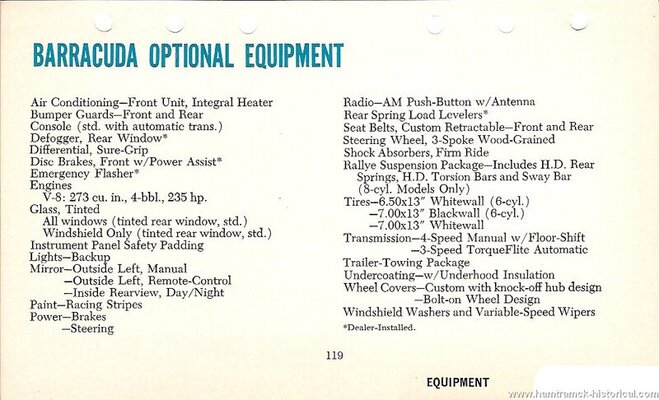 BARRACUDA OPTIONAL EQUIPMENT
Air Conditioning—Front Unit, Integral Heater
Bumper Guards—Front and Rear
Console (std. with automatic trans.)
Defogger, Rear Window*
Differential, Sure-Grip
Disc Brakes, Front w/Power Assist*
Emergency Flasher*
Engines
V-8: 273 cu. in., 4-bbl., 235 hp.
Glass, Tinted
All windows (tinted rear window, std.)
Windshield Only (tinted rear window, std.)
Instrument Panel Safety Padding
Lights—Backup
Mirror—Outside Left, Manual
—Outside Left, Remote-Control
—Inside Rearview, Day/Night
Paint—Racing Stripes
Power—Brakes
—Steering
Radio—AM Push-Button w/Antenna
Rear Spring Load Levelers*
Seat Belts, Custom Retractable—Front and Rear
Steering Wheel, 3-Spoke Wood-Grained
Shock Absorbers, Firm Ride
Rallye Suspension Package—Includes H.D. Rear
Springs, H.D. Torsion Bars and Sway Bar
(8-cyl. Models Only)
Tires—6.50x13" Whitewall (6-cyl.)
—7.00x13" Blackwall (6-cyl.)
—7.00x13" Whitewall
Transmission—4-Speed Manual w/Floor-Shift
—3-Speed TorqueFlite Automatic
Trailer-Towing Package
Undercoating—w/Underhood Insulation
Wheel Covers—Custom with knock-off hub design
—Bolt-on Wheel Design
Windshield Washers and Variable-Speed Wipers
*Dealer-Installed.
119
EQUIPMENT
www.hamtramck-historical.com